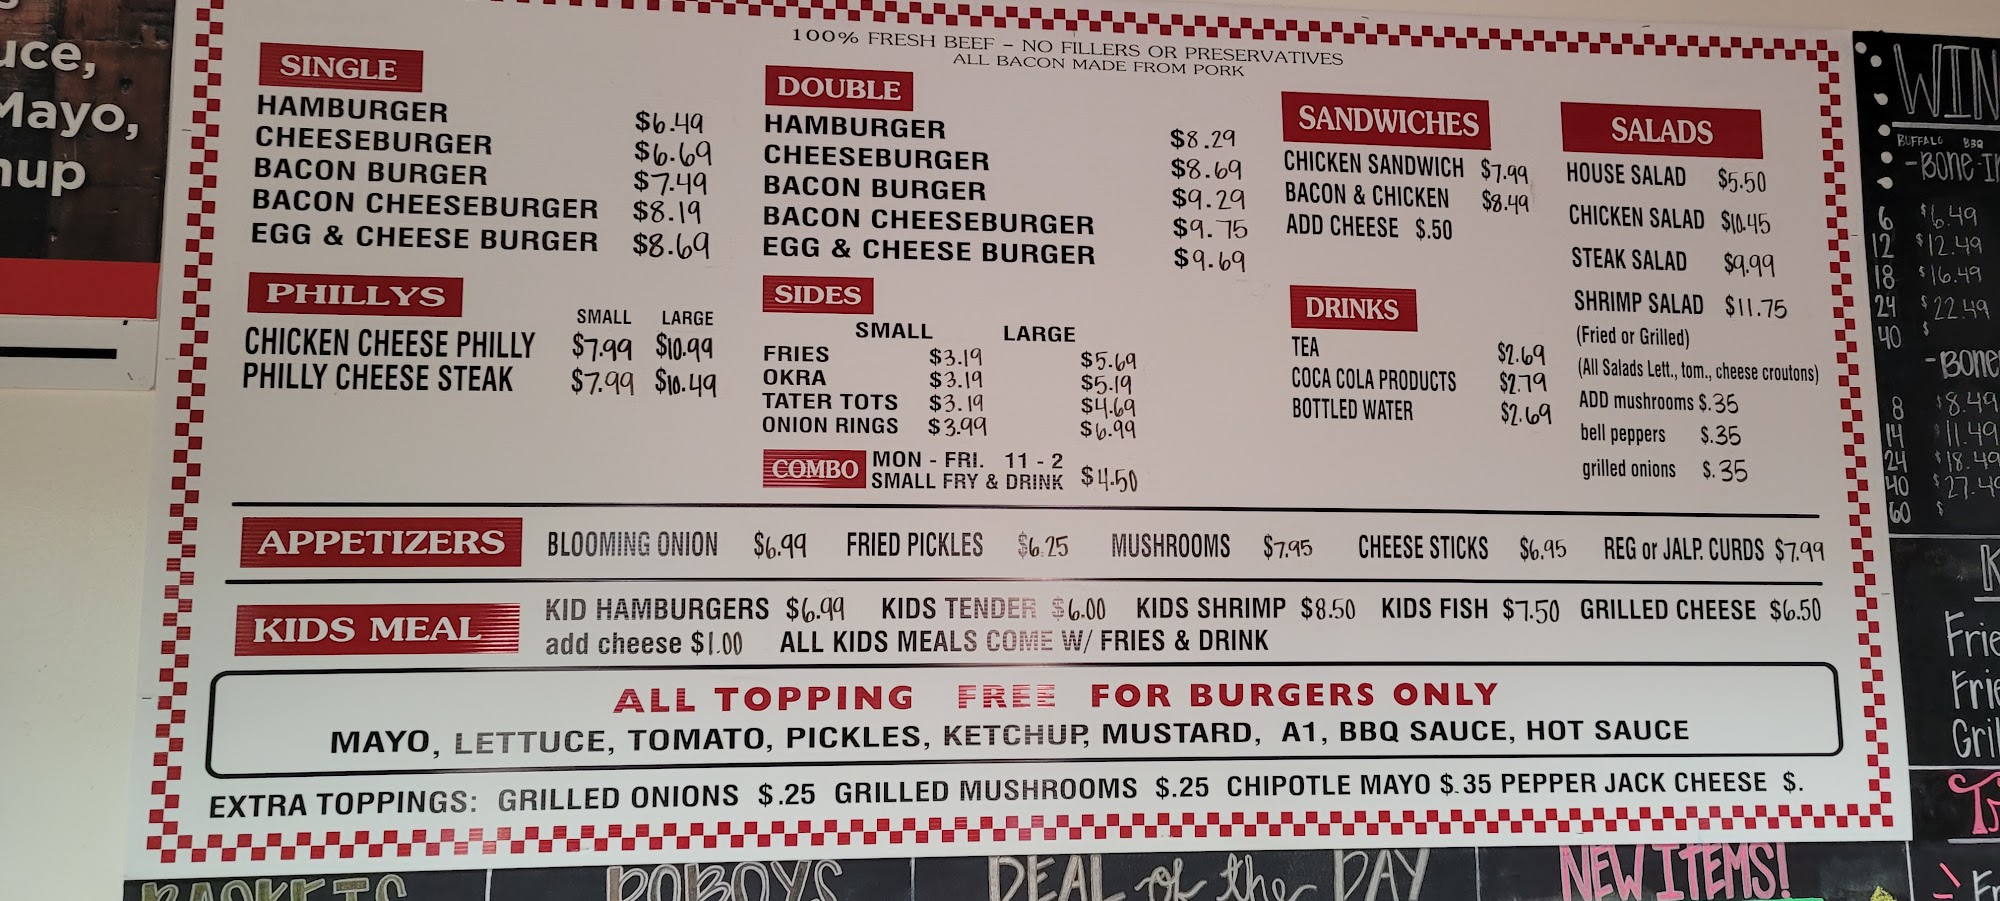 uce,
Mayo,
hup
100% FRESH BEEF – NO FILLERS OR PRESERVATIVES
ALL BACON MADE FROM PORK
SINGLE
HAMBURGER $6.49
CHEESEBURGER $6.69
BACON BURGER $7.49
BACON CHEESEBURGER $8.19
EGG & CHEESE BURGER $8.69
DOUBLE
HAMBURGER $8.29
CHEESEBURGER $8.69
BACON BURGER $9.29
BACON CHEESEBURGER $9.75
EGG & CHEESE BURGER $9.69
SANDWICHES
CHICKEN SANDWICH $7.99
BACON & CHICKEN $8.49
ADD CHEESE $.50
SALADS
HOUSE SALAD $5.50
CHICKEN SALAD $10.45
STEAK SALAD $9.99
SHRIMP SALAD $11.75
(Fried or Grilled)
(All Salads Lett., tom., cheese croutons)
ADD mushrooms $.35
bell peppers $.35
grilled onions $.35
PHILLYS
SMALL LARGE
CHICKEN CHEESE PHILLY $7.99 $10.99
PHILLY CHEESE STEAK $7.99 $10.49
SIDES
SMALL LARGE
FRIES $3.19 $5.69
OKRA $3.19 $5.19
TATER TOTS $3.19 $4.69
ONION RINGS $3.99 $6.99
COMBO MON - FRI. 11 - 2
SMALL FRY & DRINK $4.50
DRINKS
TEA $2.69
COCA COLA PRODUCTS $2.79
BOTTLED WATER $2.69
APPETIZERS BLOOMING ONION $6.99 FRIED PICKLES $6.25 MUSHROOMS $7.95 CHEESE STICKS $6.95 REG or JALP. CURDS $7.99
KIDS MEAL KID HAMBURGERS $6.99 KIDS TENDER $6.00 KIDS SHRIMP $8.50 KIDS FISH $7.50 GRILLED CHEESE $6.50
add cheese $1.00 ALL KIDS MEALS COME W/ FRIES & DRINK
ALL TOPPING FREE FOR BURGERS ONLY
MAYO, LETTUCE, TOMATO, PICKLES, KETCHUP, MUSTARD, A1, BBQ SAUCE, HOT SAUCE
EXTRA TOPPINGS: GRILLED ONIONS $.25 GRILLED MUSHROOMS $.25 CHIPOTLE MAYO $.35 PEPPER JACK CHEESE $.
WIN
BUFFALO BBQ
-BONE-IN
6 $6.49
12 $12.49
18 $16.49
24 $22.49
40 $
-BONE
8 $8.49
14 $11.49
24 $18.49
40 $27.49
60 $
K
Frie
Frie
Gril
Tr
Fr
BASKETS
POBOYS
DEAL of the DAY
NEW ITEMS!